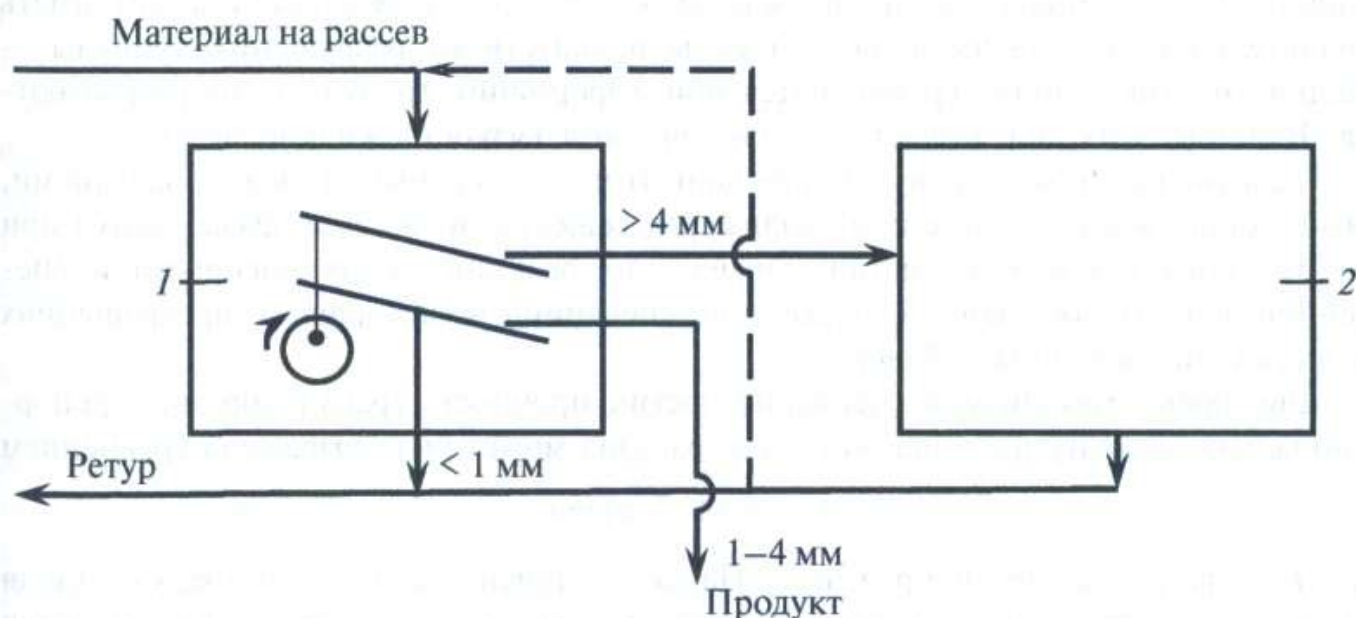 Материал на рассев
> 4 мм
1
2
Ретур
< 1 мм
1–4 мм
Продукт